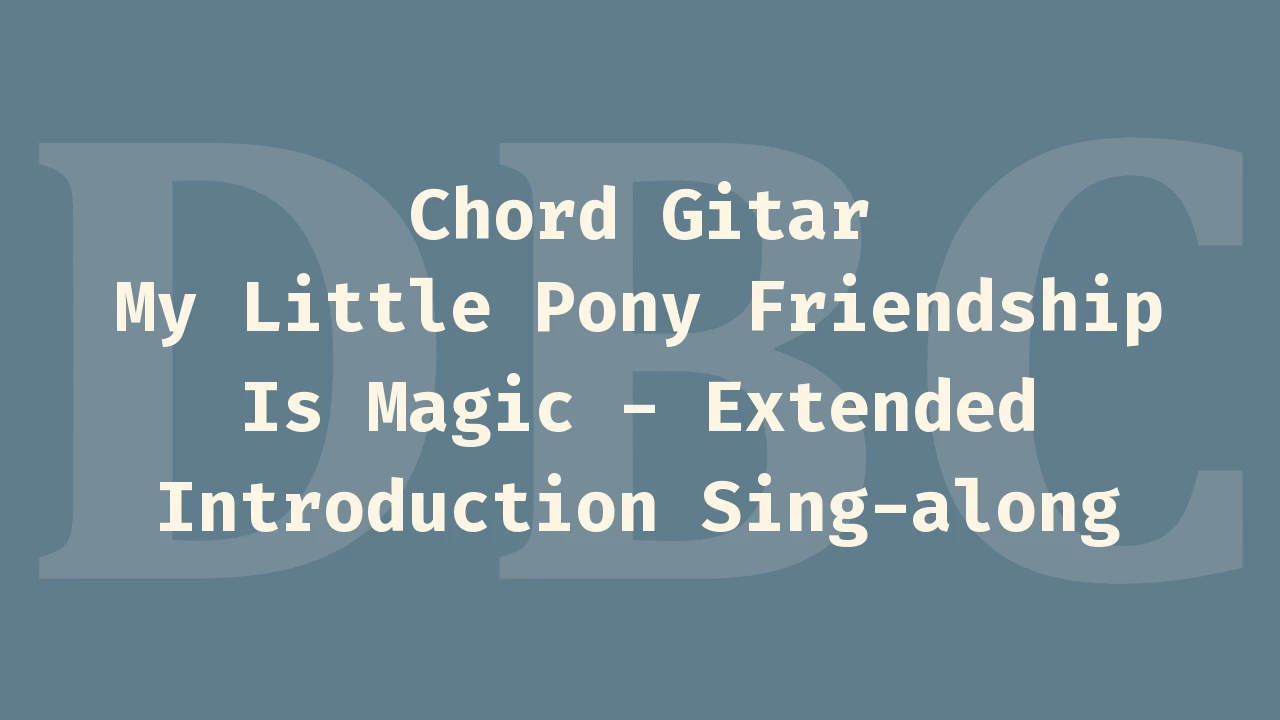 DBC
Chord Gitar
My Little Pony Friendship
Is Magic - Extended
Introduction Sing-along